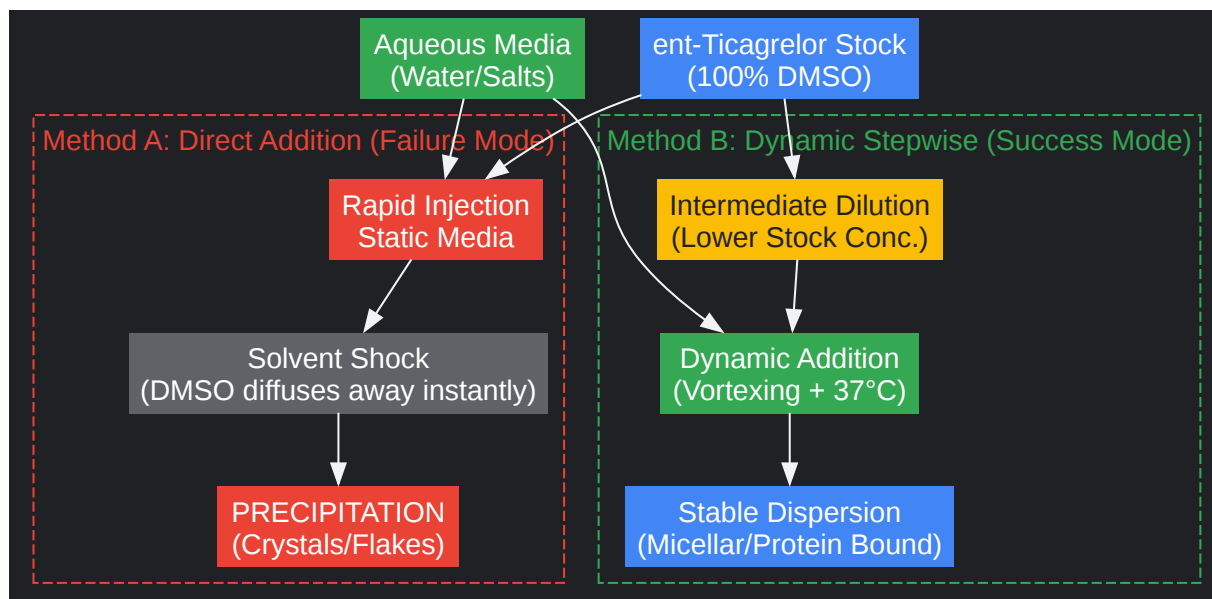 Aqueous Media
(Water/Salts)
ent-Ticagrelor Stock
(100% DMSO)
Method A: Direct Addition (Failure Mode)
Method B: Dynamic Stepwise (Success Mode)
Rapid Injection
Static Media
Intermediate Dilution
(Lower Stock Conc.)
Solvent Shock
(DMSO diffuses away instantly)
Dynamic Addition
(Vortexing + 37°C)
PRECIPITATION
(Crystals/Flakes)
Stable Dispersion
(Micellar/Protein Bound)